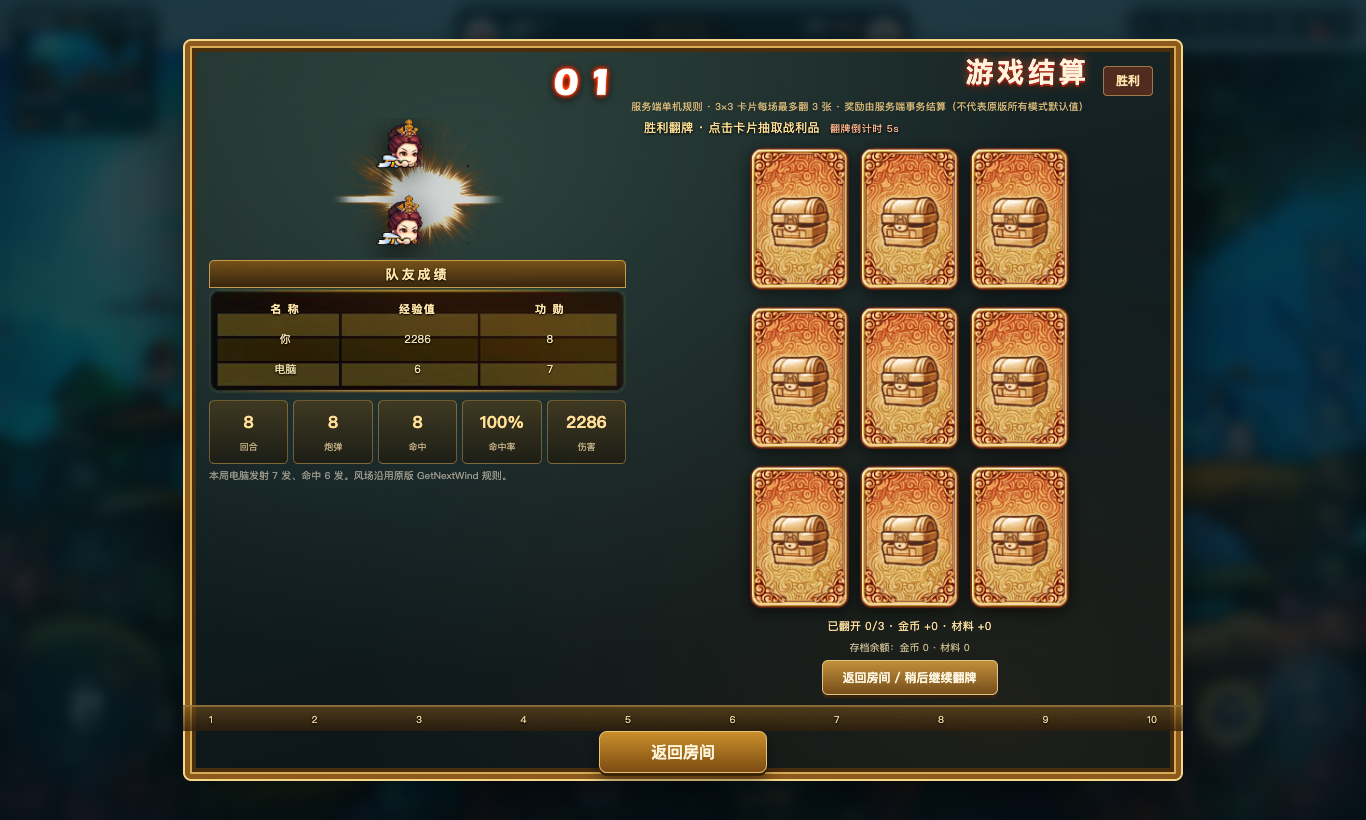 01
游戏结算
胜利
服务端单机规则 · 3×3 卡片每场最多翻 3 张 · 奖励由服务端事务结算（不代表原版所有模式默认值）
胜利翻牌 · 点击卡片抽取战利品 翻牌倒计时 5s
队友成绩
名 称 经验值 功 勋
你 2286 8
电脑 6 7
8 8 8 100% 2286
回合 炮弹 命中 命中率 伤害
本局电脑发射 7 发、命中 6 发。风场沿用原版 GetNextWind 规则。
已翻开 0/3 · 金币 +0 · 材料 +0
存档余额：金币 0 · 材料 0
返回房间 / 稍后继续翻牌
1 2 3 4 5 6 7 8 9 10
返回房间